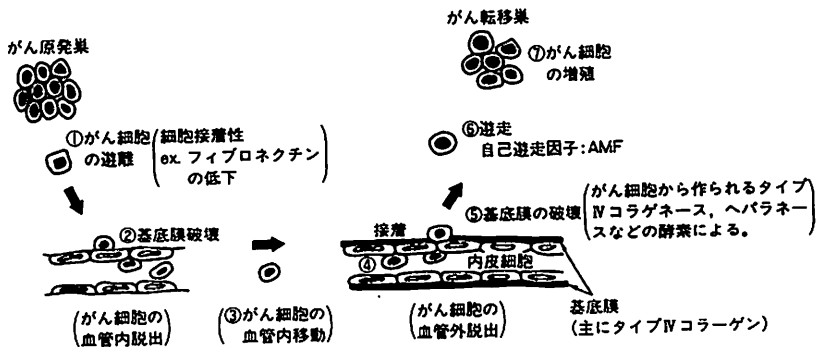 がん原発巣
①がん細胞
の遊離
細胞接着性
ex. フィブロネクチン
の低下
②基底膜破壊
(がん細胞の
血管内脱出)
(③がん細胞の
血管内移動)
接着
④
内皮細胞
(がん細胞の
血管外脱出)
⑤基底膜の破壊
(がん細胞から作られるタイプ
Ⅳコラゲネース，ヘパラネー
スなどの酵素による。)
基底膜
(主にタイプⅣコラーゲン)
⑥遊走
自己遊走因子:AMF
がん転移巣
⑦がん細胞
の増殖